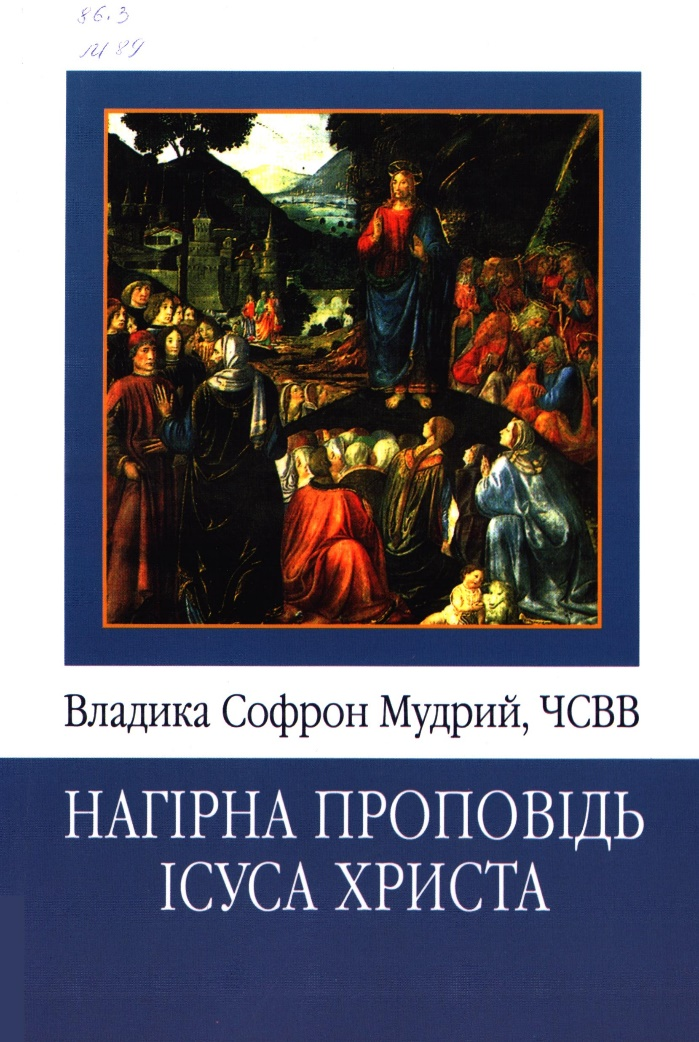 86.3
М 89
Владика Софрон Мудрий, ЧСВВ
НАГІРНА ПРОПОВІДЬ
ІСУСА ХРИСТА